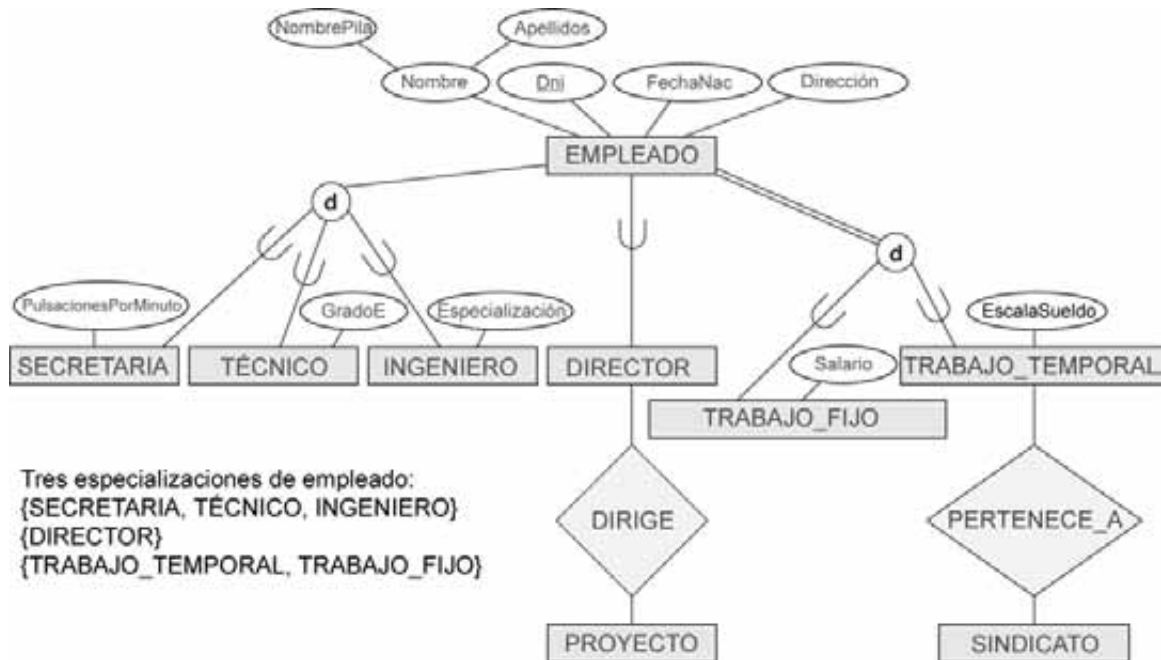 NombrePila
Apellidos
Nombre
Dni
FechaNac
Dirección
EMPLEADO
d
d
PulsacionesPorMinuto
GradoE
Especialización
EscalaSueldo
SECRETARIA
TÉCNICO
INGENIERO
DIRECTOR
Salario
TRABAJO_TEMPORAL
TRABAJO_FIJO
Tres especializaciones de empleado:
{SECRETARIA, TÉCNICO, INGENIERO}
{DIRECTOR}
{TRABAJO_TEMPORAL, TRABAJO_FIJO}
DIRIGE
PERTENECE_A
PROYECTO
SINDICATO